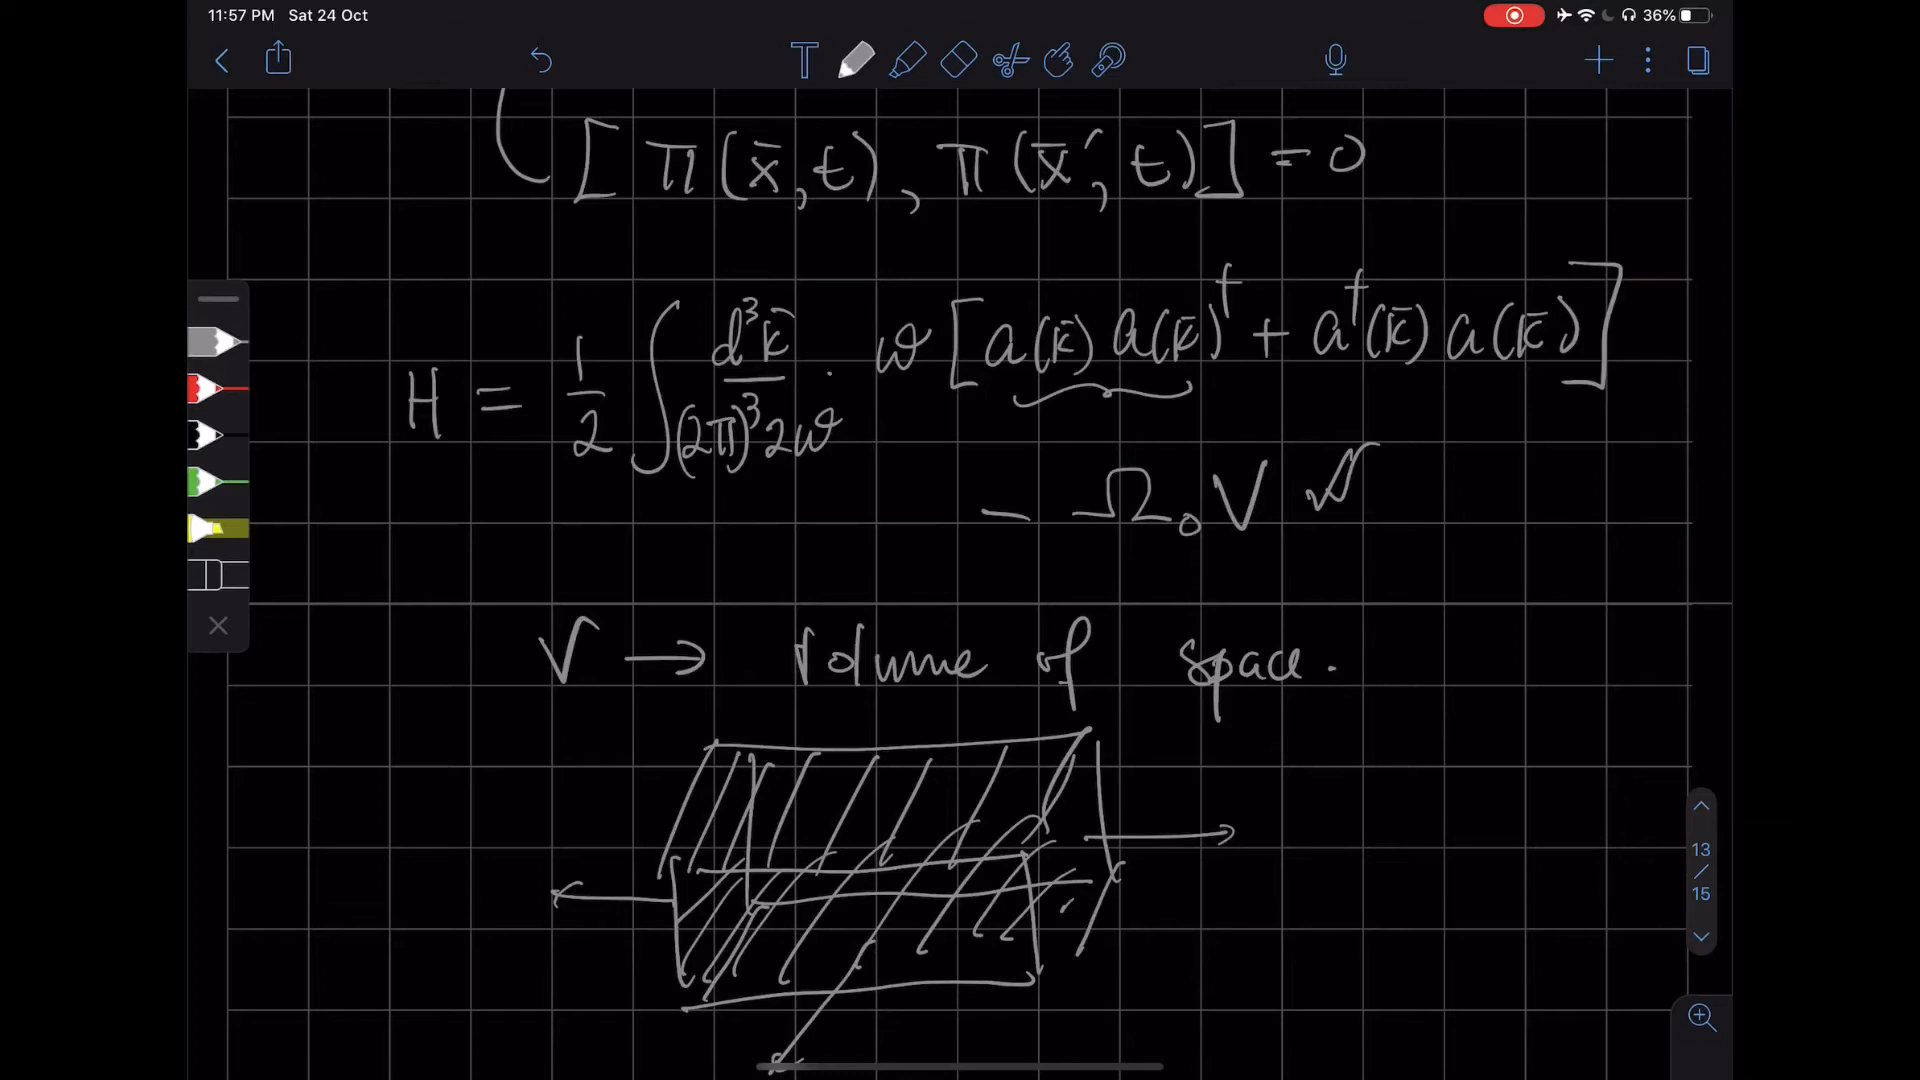 11:57 PM Sat 24 Oct 36%
[π(x̄,t), π(x̄′,t)] = 0
H = 1/2 ∫ d³k̄/(2π)³2ω · ω[a(k̄) a(k̄)† + a†(k̄) a(k̄)]
- Ω₀V
V → Volume of space.
13
/
15